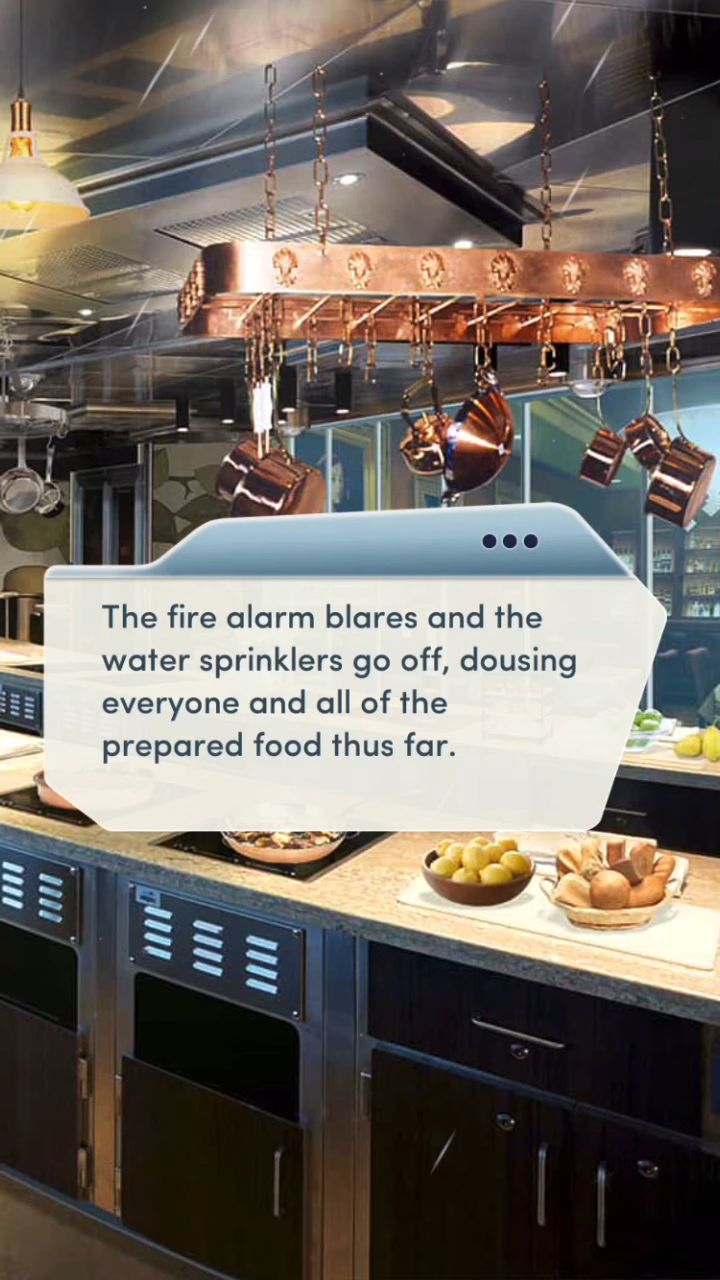 The fire alarm blares and the
water sprinklers go off, dousing
everyone and all of the
prepared food thus far.